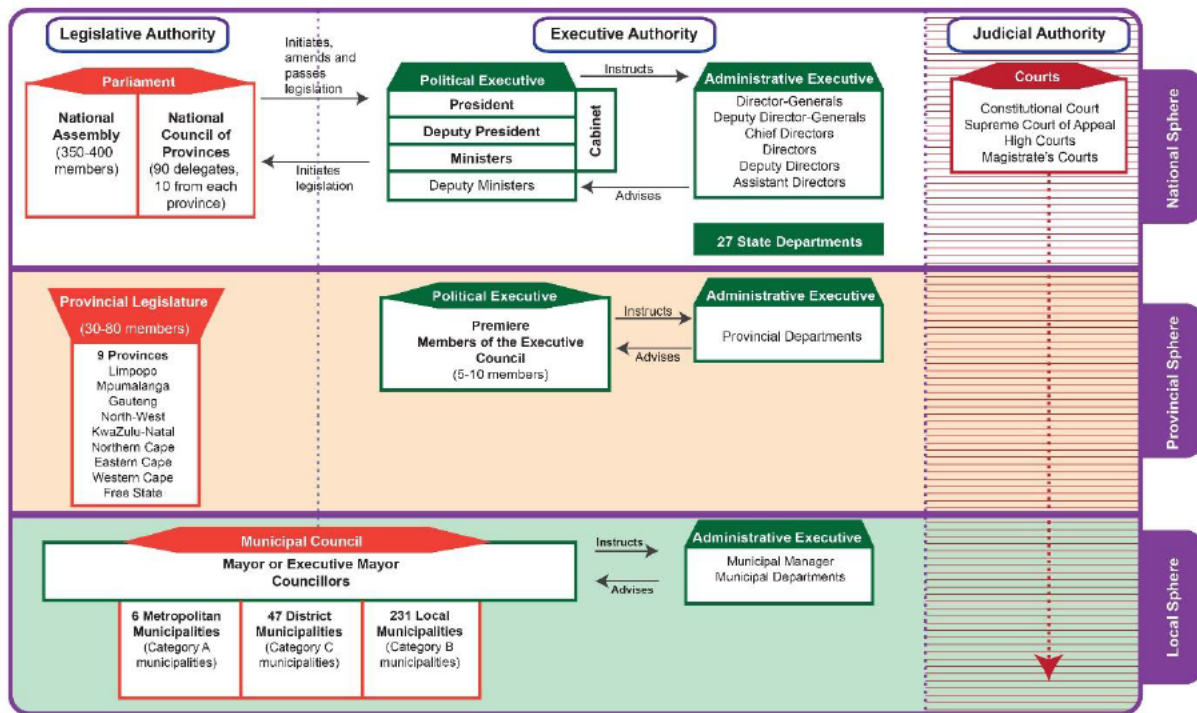 Legislative Authority
Executive Authority
Judicial Authority
Parliament
National
Assembly
(350-400
members)
National
Council of
Provinces
(90 delegates,
10 from each
province)
Initiates,
amends and
passes
legislation
Initiates
legislation
Political Executive
President
Deputy President
Ministers
Deputy Ministers
Cabinet
Instructs
Advises
Administrative Executive
Director-Generals
Deputy Director-Generals
Chief Directors
Directors
Deputy Directors
Assistant Directors
27 State Departments
Courts
Constitutional Court
Supreme Court of Appeal
High Courts
Magistrate's Courts
National Sphere
Provincial Legislature
(30-80 members)
9 Provinces
Limpopo
Mpumalanga
Gauteng
North-West
KwaZulu-Natal
Northern Cape
Eastern Cape
Western Cape
Free State
Political Executive
Premiere
Members of the Executive
Council
(5-10 members)
Instructs
Advises
Administrative Executive
Provincial Departments
Provincial Sphere
Municipal Council
Mayor or Executive Mayor
Councillors
6 Metropolitan
Municipalities
(Category A
municipalities)
47 District
Municipalities
(Category C
municipalities)
231 Local
Municipalities
(Category B
municipalities)
Instructs
Advises
Administrative Executive
Municipal Manager
Municipal Departments
Local Sphere